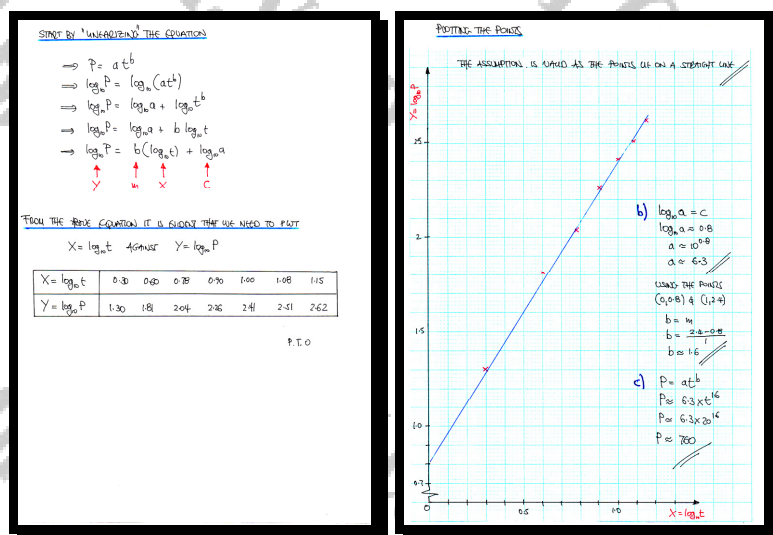 START BY "LINEARIZING" THE EQUATION
⇒ P = at^b
⇒ log₁₀P = log₁₀(at^b)
⇒ log₁₀P = log₁₀a + log₁₀t^b
⇒ log₁₀P = log₁₀a + b log₁₀t
⇒ log₁₀P = b(log₁₀t) + log₁₀a
Y m X C
FROM THE ABOVE EQUATION IT IS EVIDENT THAT WE NEED TO PLOT
X = log₁₀t AGAINST Y = log₁₀P
X = log₁₀t 0.30 0.60 0.78 0.90 1.00 1.08 1.15
Y = log₁₀P 1.30 1.81 2.04 2.26 2.41 2.51 2.62
P.T.O
PLOTTING THE POINTS
THE ASSUMPTION IS VALID AS THE POINTS LIE ON A STRAIGHT LINE
Y = log₁₀P
2.5
2
1.5
1.0
0
0.5
1.0
X = log₁₀t
b) log₁₀a = c
log₁₀a ≈ 0.8
a ≈ 10^0.8
a ≈ 6.3
USING THE POINTS
(0,0.8) & (1,2.4)
b = m
b = 2.4-0.8/1
b ≈ 1.6
c) P = at^b
P ≈ 6.3 × t^1.6
P ≈ 6.3 × 20^1.6
P ≈ 760